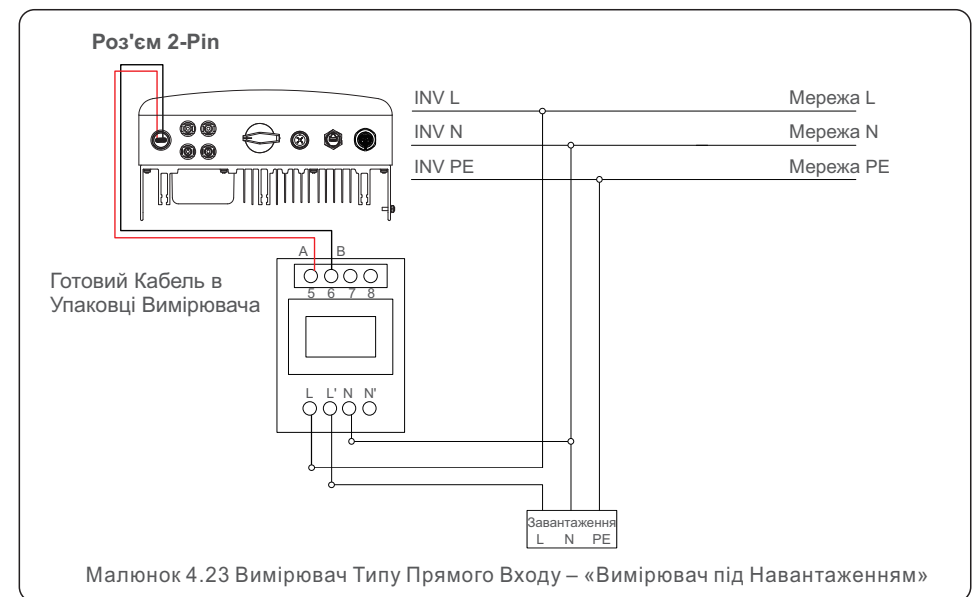 Роз'єм 2-Pin
INV L Мережа L
INV N Мережа N
INV PE Мережа PE
A B
Готовий Кабель в
Упаковці Вимірювача
5 6 7 8
L L' N N'
Завантаження
L N PE
Малюнок 4.23 Вимірювач Типу Прямого Входу – «Вимірювач під Навантаженням»